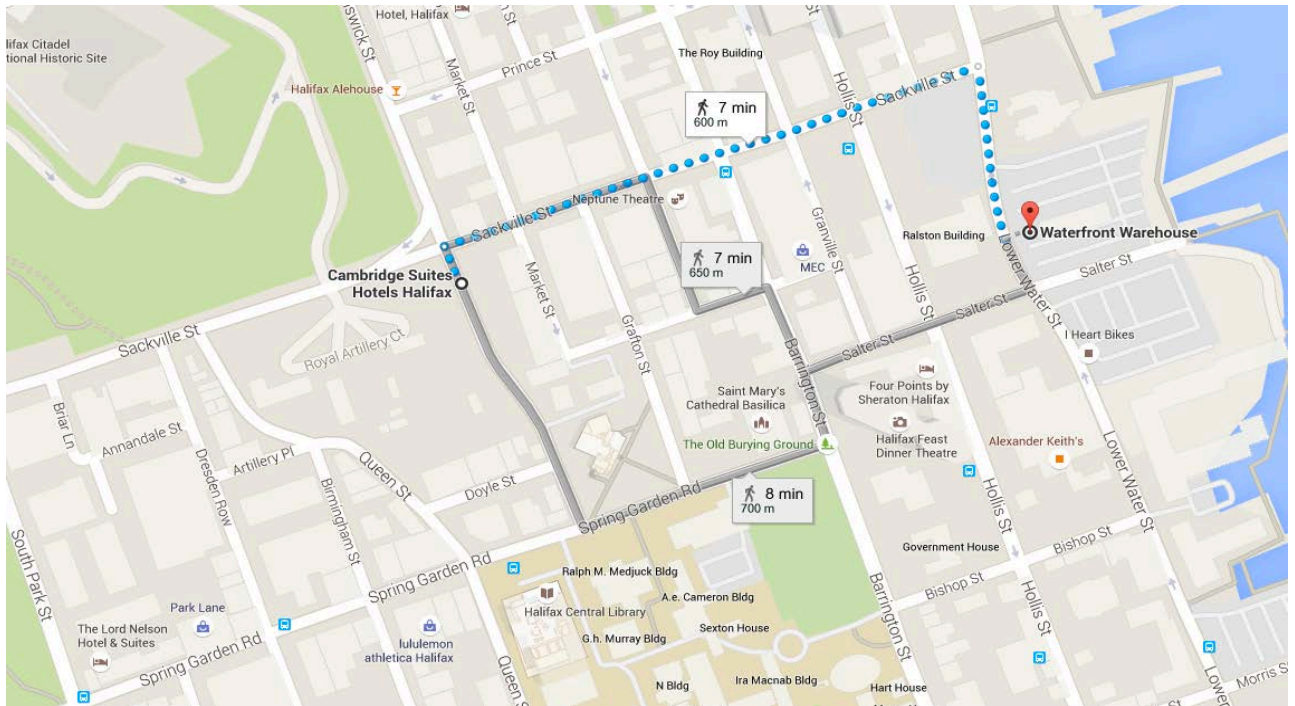 Hotel, Halifax
lifax Citadel
tional Historic Site
Prince St
The Roy Building
Halifax Alehouse
Market St
Hollis St
Sackville St
7 min
600 m
Neptune Theatre
Sackville St
7 min
650 m
MEC
Granville St
Ralston Building
Waterfront Warehouse
Cambridge Suites
Hotels Halifax
Market St
Hollis St
Lower Water St
Salter St
Sackville St
Royal Artillery Ct
Grafton St
Barrington St
Salter St
Salter St
I Heart Bikes
Briar Ln
Annandale St
Dresden Row
Artillery Pl
Birmingham St
Queen St
Doyle St
Saint Mary's
Cathedral Basilica
The Old Burying Ground
Four Points by
Sheraton Halifax
Halifax Feast
Dinner Theatre
Alexander Keith's
Lower Water St
Spring Garden Rd
8 min
700 m
Hollis St
South Park St
Spring Garden Rd
Government House
Bishop St
Bishop St
Ralph M. Medjuck Bldg
Barrington St
Park Lane
Halifax Central Library
A.e. Cameron Bldg
The Lord Nelson
Hotel & Suites
lululemon
athletica Halifax
G.h. Murray Bldg
Sexton House
Spring Garden Rd
Queen S
N Bldg
Ira Macnab Bldg
Hart House
Lower
Morris S